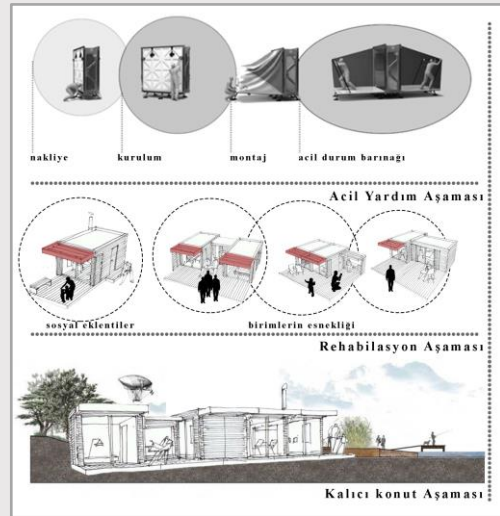 nakliye kurulum montaj acil durum barınağı
Acil Yardım Aşaması
sosyal eklentiler birimlerin esnekliği
Rehabilasyon Aşaması
Kalıcı konut Aşaması